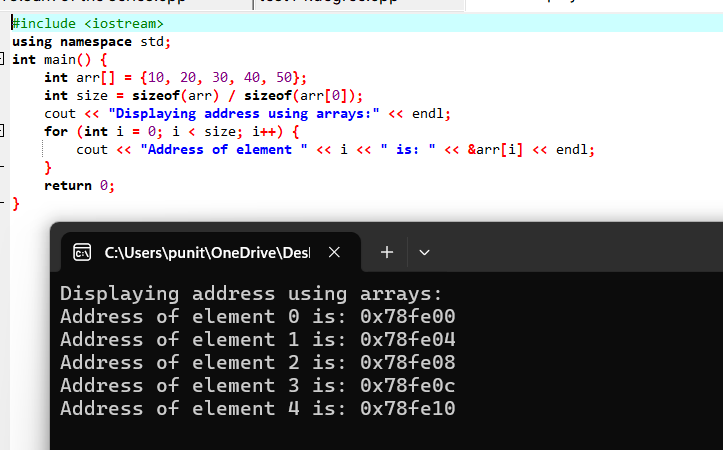 #include <iostream>
using namespace std;
int main() {
int arr[] = {10, 20, 30, 40, 50};
int size = sizeof(arr) / sizeof(arr[0]);
cout << "Displaying address using arrays:" << endl;
for (int i = 0; i < size; i++) {
cout << "Address of element " << i << " is: " << &arr[i] << endl;
}
return 0;
}
C:\Users\punit\OneDrive\Des
Displaying address using arrays:
Address of element 0 is: 0x78fe00
Address of element 1 is: 0x78fe04
Address of element 2 is: 0x78fe08
Address of element 3 is: 0x78fe0c
Address of element 4 is: 0x78fe10